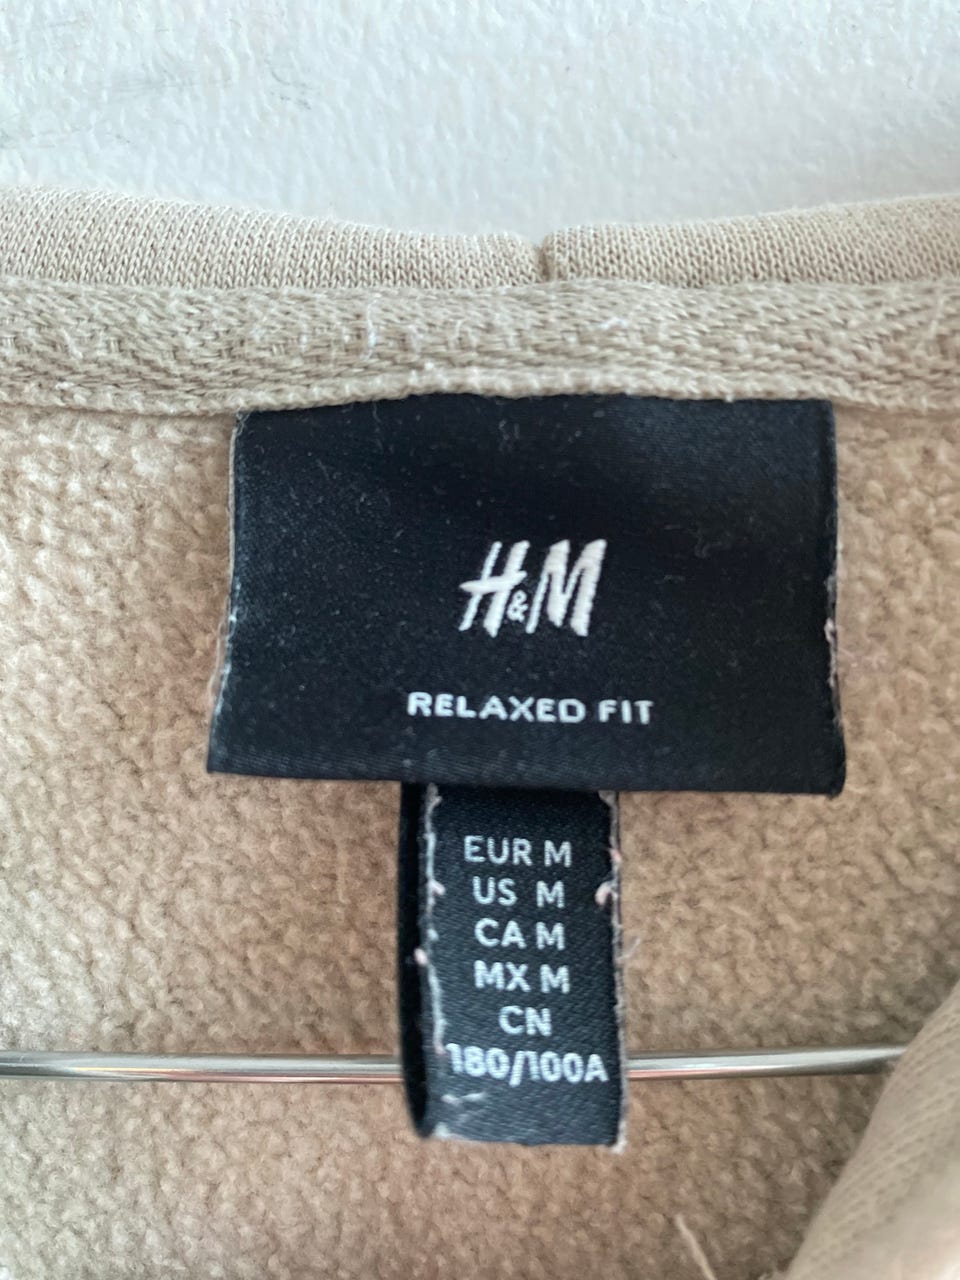 H&M
RELAXED FIT
EUR M
US M
CA M
MX M
CN
180/100A